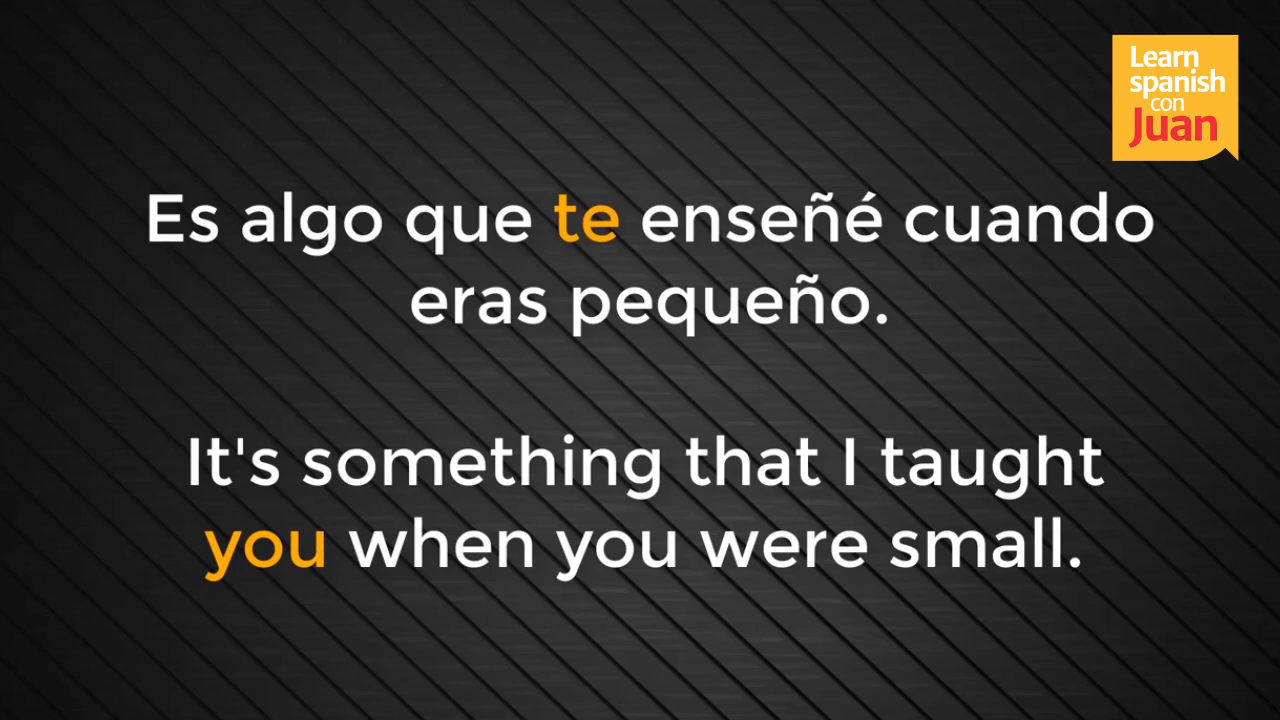 Learn
spanish
con
Juan
Es algo que te enseñé cuando
eras pequeño.
It's something that I taught
you when you were small.